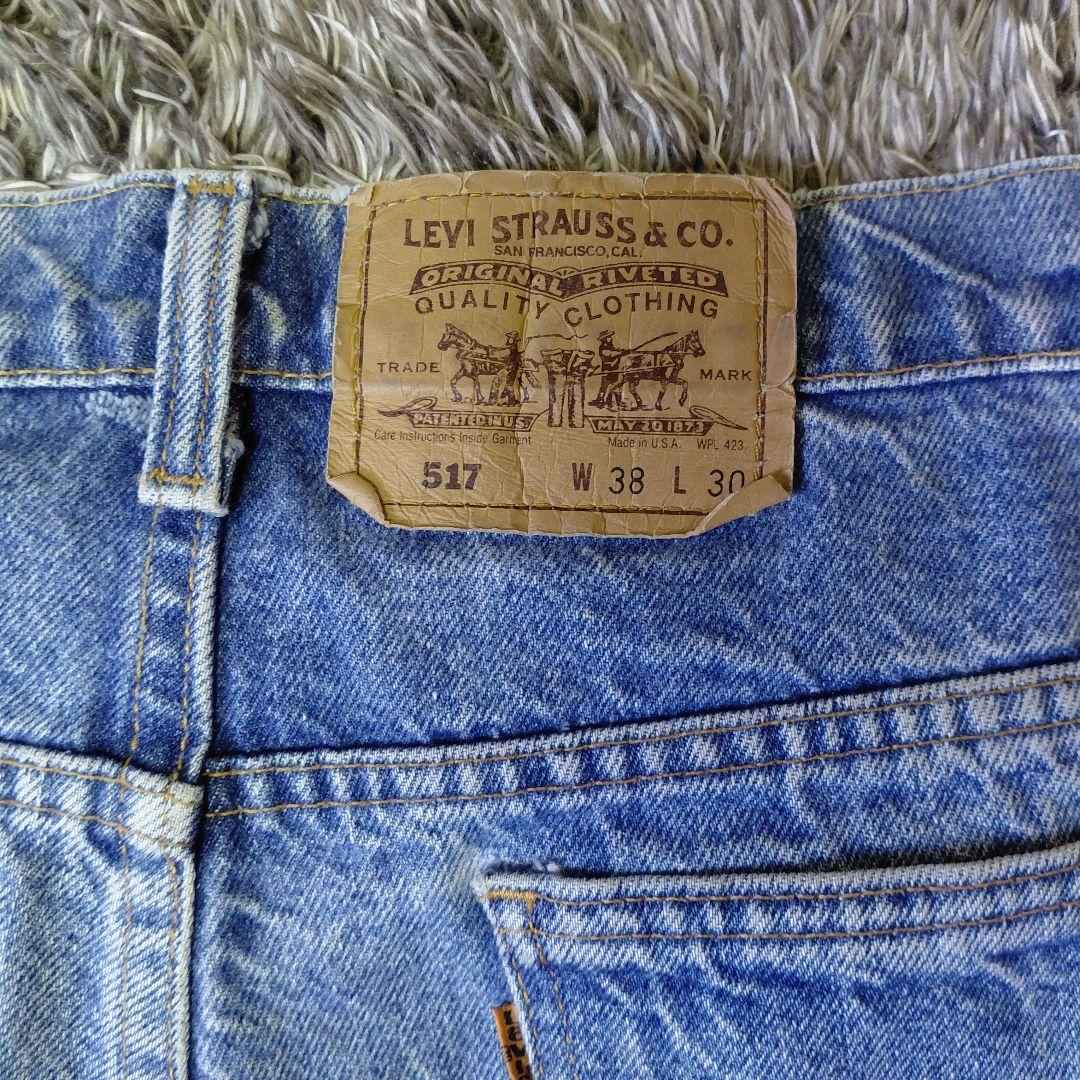 LEVI STRAUSS & CO.
SAN FRANCISCO, CAL.
ORIGINAL RIVETED
QUALITY CLOTHING
TRADE MARK
PATENTED IN U.S. MAY 20 1873
Care Instructions Inside Garment Made in U.S.A. WPL 423
517 W 38 L 30
LEVI'S